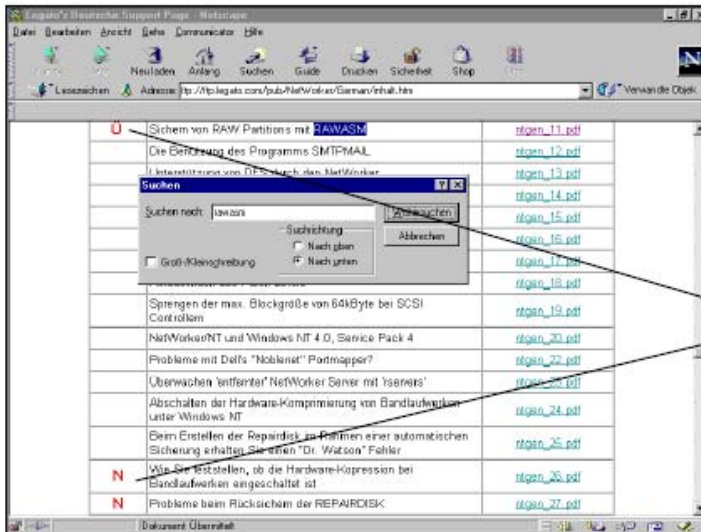 Legato's Deutsche Support Page - Netscape
Datei Bearbeiten Ansicht Gehe Communicator Hilfe
Neu laden Anfang Suchen Guide Drucken Sicherheit Shop
Lesezeichen Adresse ftp://ftp.legato.com/pub/NetWorker/German/inhalt.htm Verwandte Objek
Ü Sichern von RAW Partitions mit RAWASM ntgen_11.pdf
Die Benutzung des Programms SMTPMAIL ntgen_12.pdf
Unterstützung von DFS durch den NetWorker ntgen_13.pdf
ntgen_14.pdf
ntgen_15.pdf
ntgen_16.pdf
ntgen_17.pdf
ntgen_18.pdf
Suchen
Suchen nach: rawasm Weitersuchen
Suchrichtung
Nach oben Abbrechen
Groß-/Kleinschreibung Nach unten
Sprengen der max. Blockgröße von 64kByte bei SCSI
Controllern ntgen_19.pdf
NetWorker/NT und Windows NT 4.0, Service Pack 4 ntgen_20.pdf
Probleme mit Dell's "Noblenet" Portmapper? ntgen_22.pdf
Überwachen 'entfernter' NetWorker Server mit 'rservers' ntgen_23.pdf
Abschalten der Hardware-Komprimierung von Bandlaufwerken
unter Windows NT ntgen_24.pdf
Beim Erstellen der Repairdisk im Rahmen einer automatischen
Sicherung erhalten Sie einen "Dr. Watson" Fehler ntgen_25.pdf
N Wie Sie feststellen, ob die Hardware-Kopression bei
Bandlaufwerken eingeschaltet ist ntgen_26.pdf
N Probleme beim Rücksichern der REPAIRDISK ntgen_27.pdf
Dokument Übermittelt